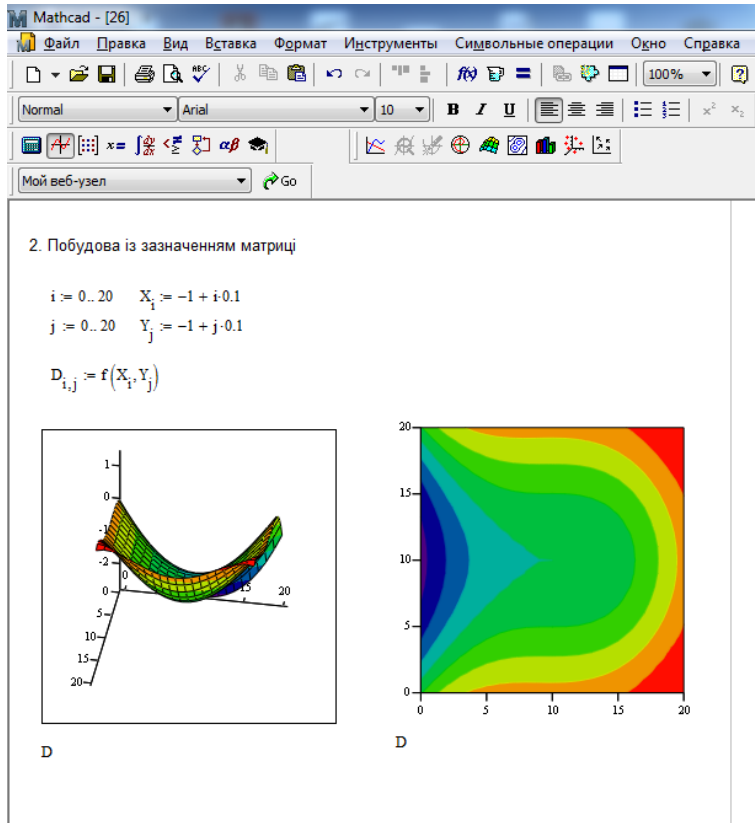 Mathcad - [26]
Файл Правка Вид Вставка Формат Инструменты Символьные операции Окно Справка
100%
Normal Arial 10 B I U
Мой веб-узел Go
2. Побудова із зазначенням матриці
i := 0.. 20 X_i := −1 + i·0.1
j := 0.. 20 Y_j := −1 + j·0.1
D_{i,j} := f(X_i, Y_j)
1
0
-1
-2
0
5
10
15
20
0
15
20
D
20
15
10
5
0
0 5 10 15 20
D